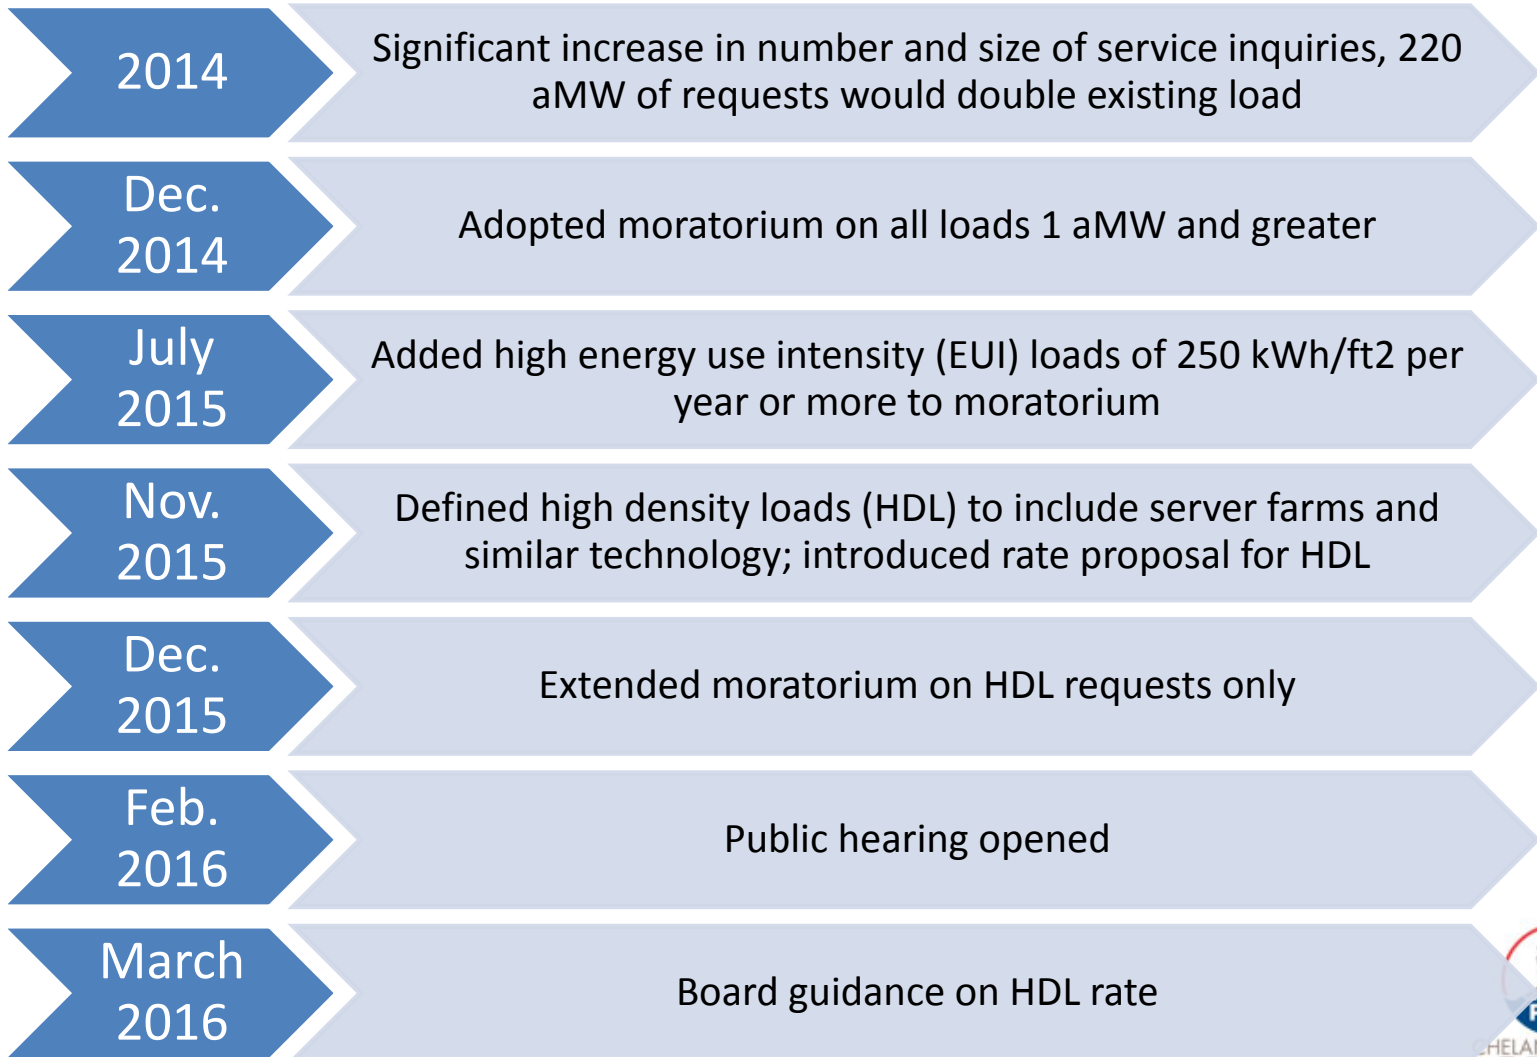 2014
Significant increase in number and size of service inquiries, 220
aMW of requests would double existing load
Dec.
2014
Adopted moratorium on all loads 1 aMW and greater
July
2015
Added high energy use intensity (EUI) loads of 250 kWh/ft2 per
year or more to moratorium
Nov.
2015
Defined high density loads (HDL) to include server farms and
similar technology; introduced rate proposal for HDL
Dec.
2015
Extended moratorium on HDL requests only
Feb.
2016
Public hearing opened
March
2016
Board guidance on HDL rate